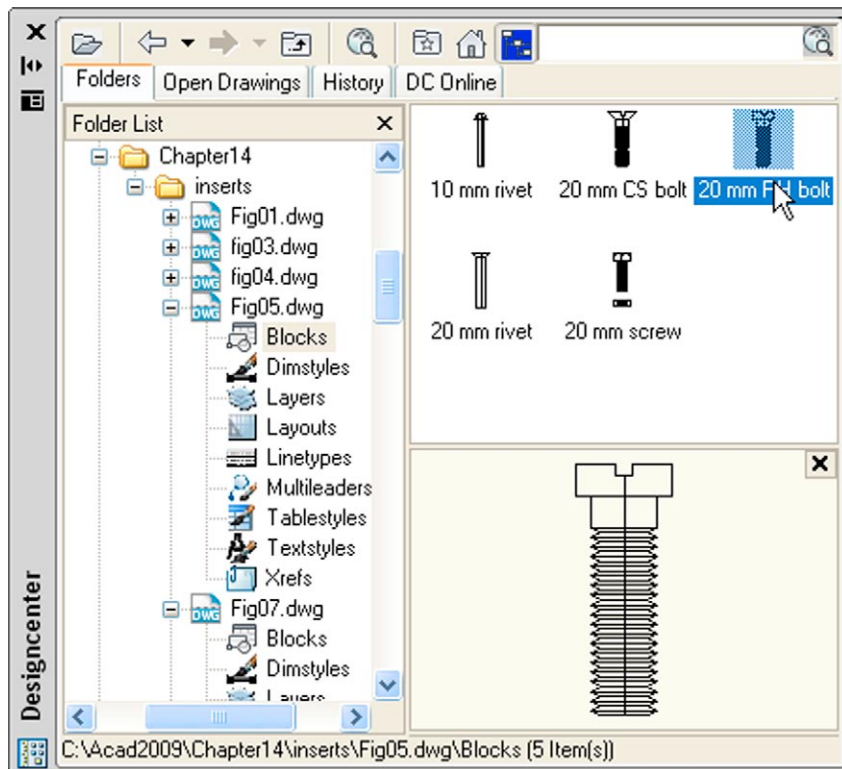 Folders
Open Drawings
History
DC Online
Folder List
Chapter14
inserts
Fig01.dwg
fig03.dwg
fig04.dwg
Fig05.dwg
Blocks
Dimstyles
Layers
Layouts
Linetypes
Multileaders
Tablestyles
Textstyles
Xrefs
Fig07.dwg
Blocks
Dimstyles
Layers
10 mm rivet
20 mm CS bolt
20 mm bolt
20 mm rivet
20 mm screw
Designcenter
C:\Acad2009\Chapter14\inserts\Fig05.dwg\Blocks (5 Item(s))